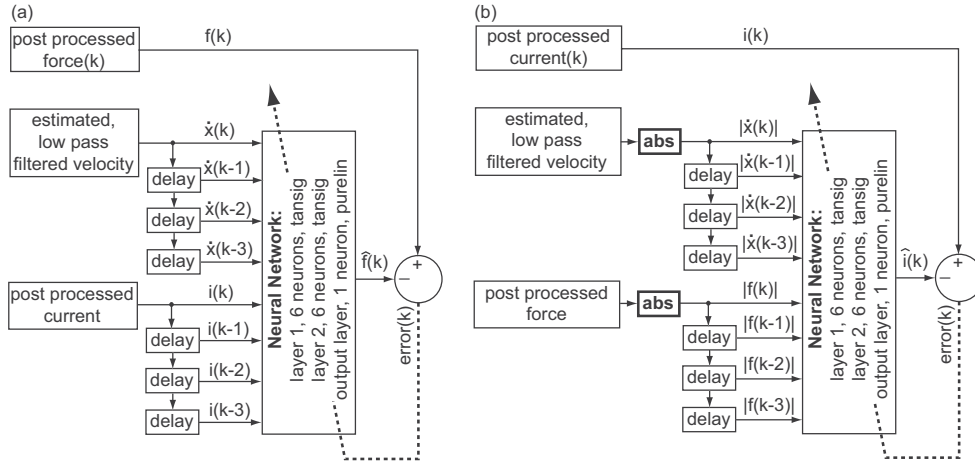 (a)
post processed
force(k)
f(k)
estimated,
low pass
filtered velocity
ẋ(k)
delay
ẋ(k-1)
delay
ẋ(k-2)
delay
ẋ(k-3)
post processed
current
i(k)
delay
i(k-1)
delay
i(k-2)
delay
i(k-3)
Neural Network:
layer 1, 6 neurons, tansig
layer 2, 6 neurons, tansig
output layer, 1 neuron, purelin
f̂(k)
+
−
error(k)
(b)
post processed
current(k)
i(k)
estimated,
low pass
filtered velocity
abs
|ẋ(k)|
delay
|ẋ(k-1)|
delay
|ẋ(k-2)|
delay
|ẋ(k-3)|
post processed
force
abs
|f(k)|
delay
|f(k-1)|
delay
|f(k-2)|
delay
|f(k-3)|
Neural Network:
layer 1, 6 neurons, tansig
layer 2, 6 neurons, tansig
output layer, 1 neuron, purelin
î(k)
+
−
error(k)